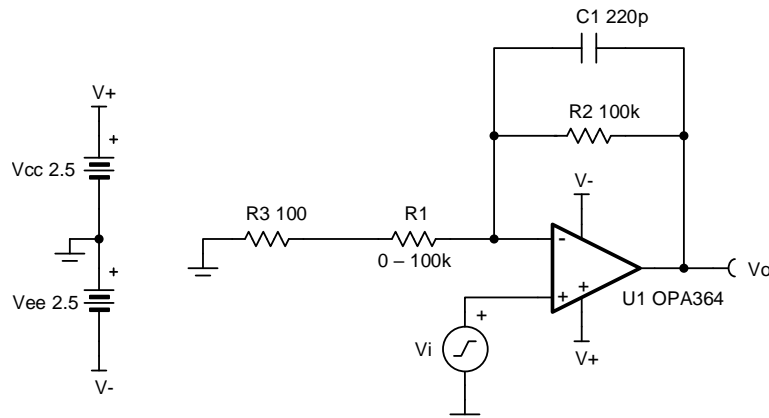 C1 220p
V+
R2 100k
+
Vcc 2.5
V-
R3 100
R1
0 – 100k
-
+
+
Vo
U1 OPA364
+
Vee 2.5
+
Vi
V+
V-